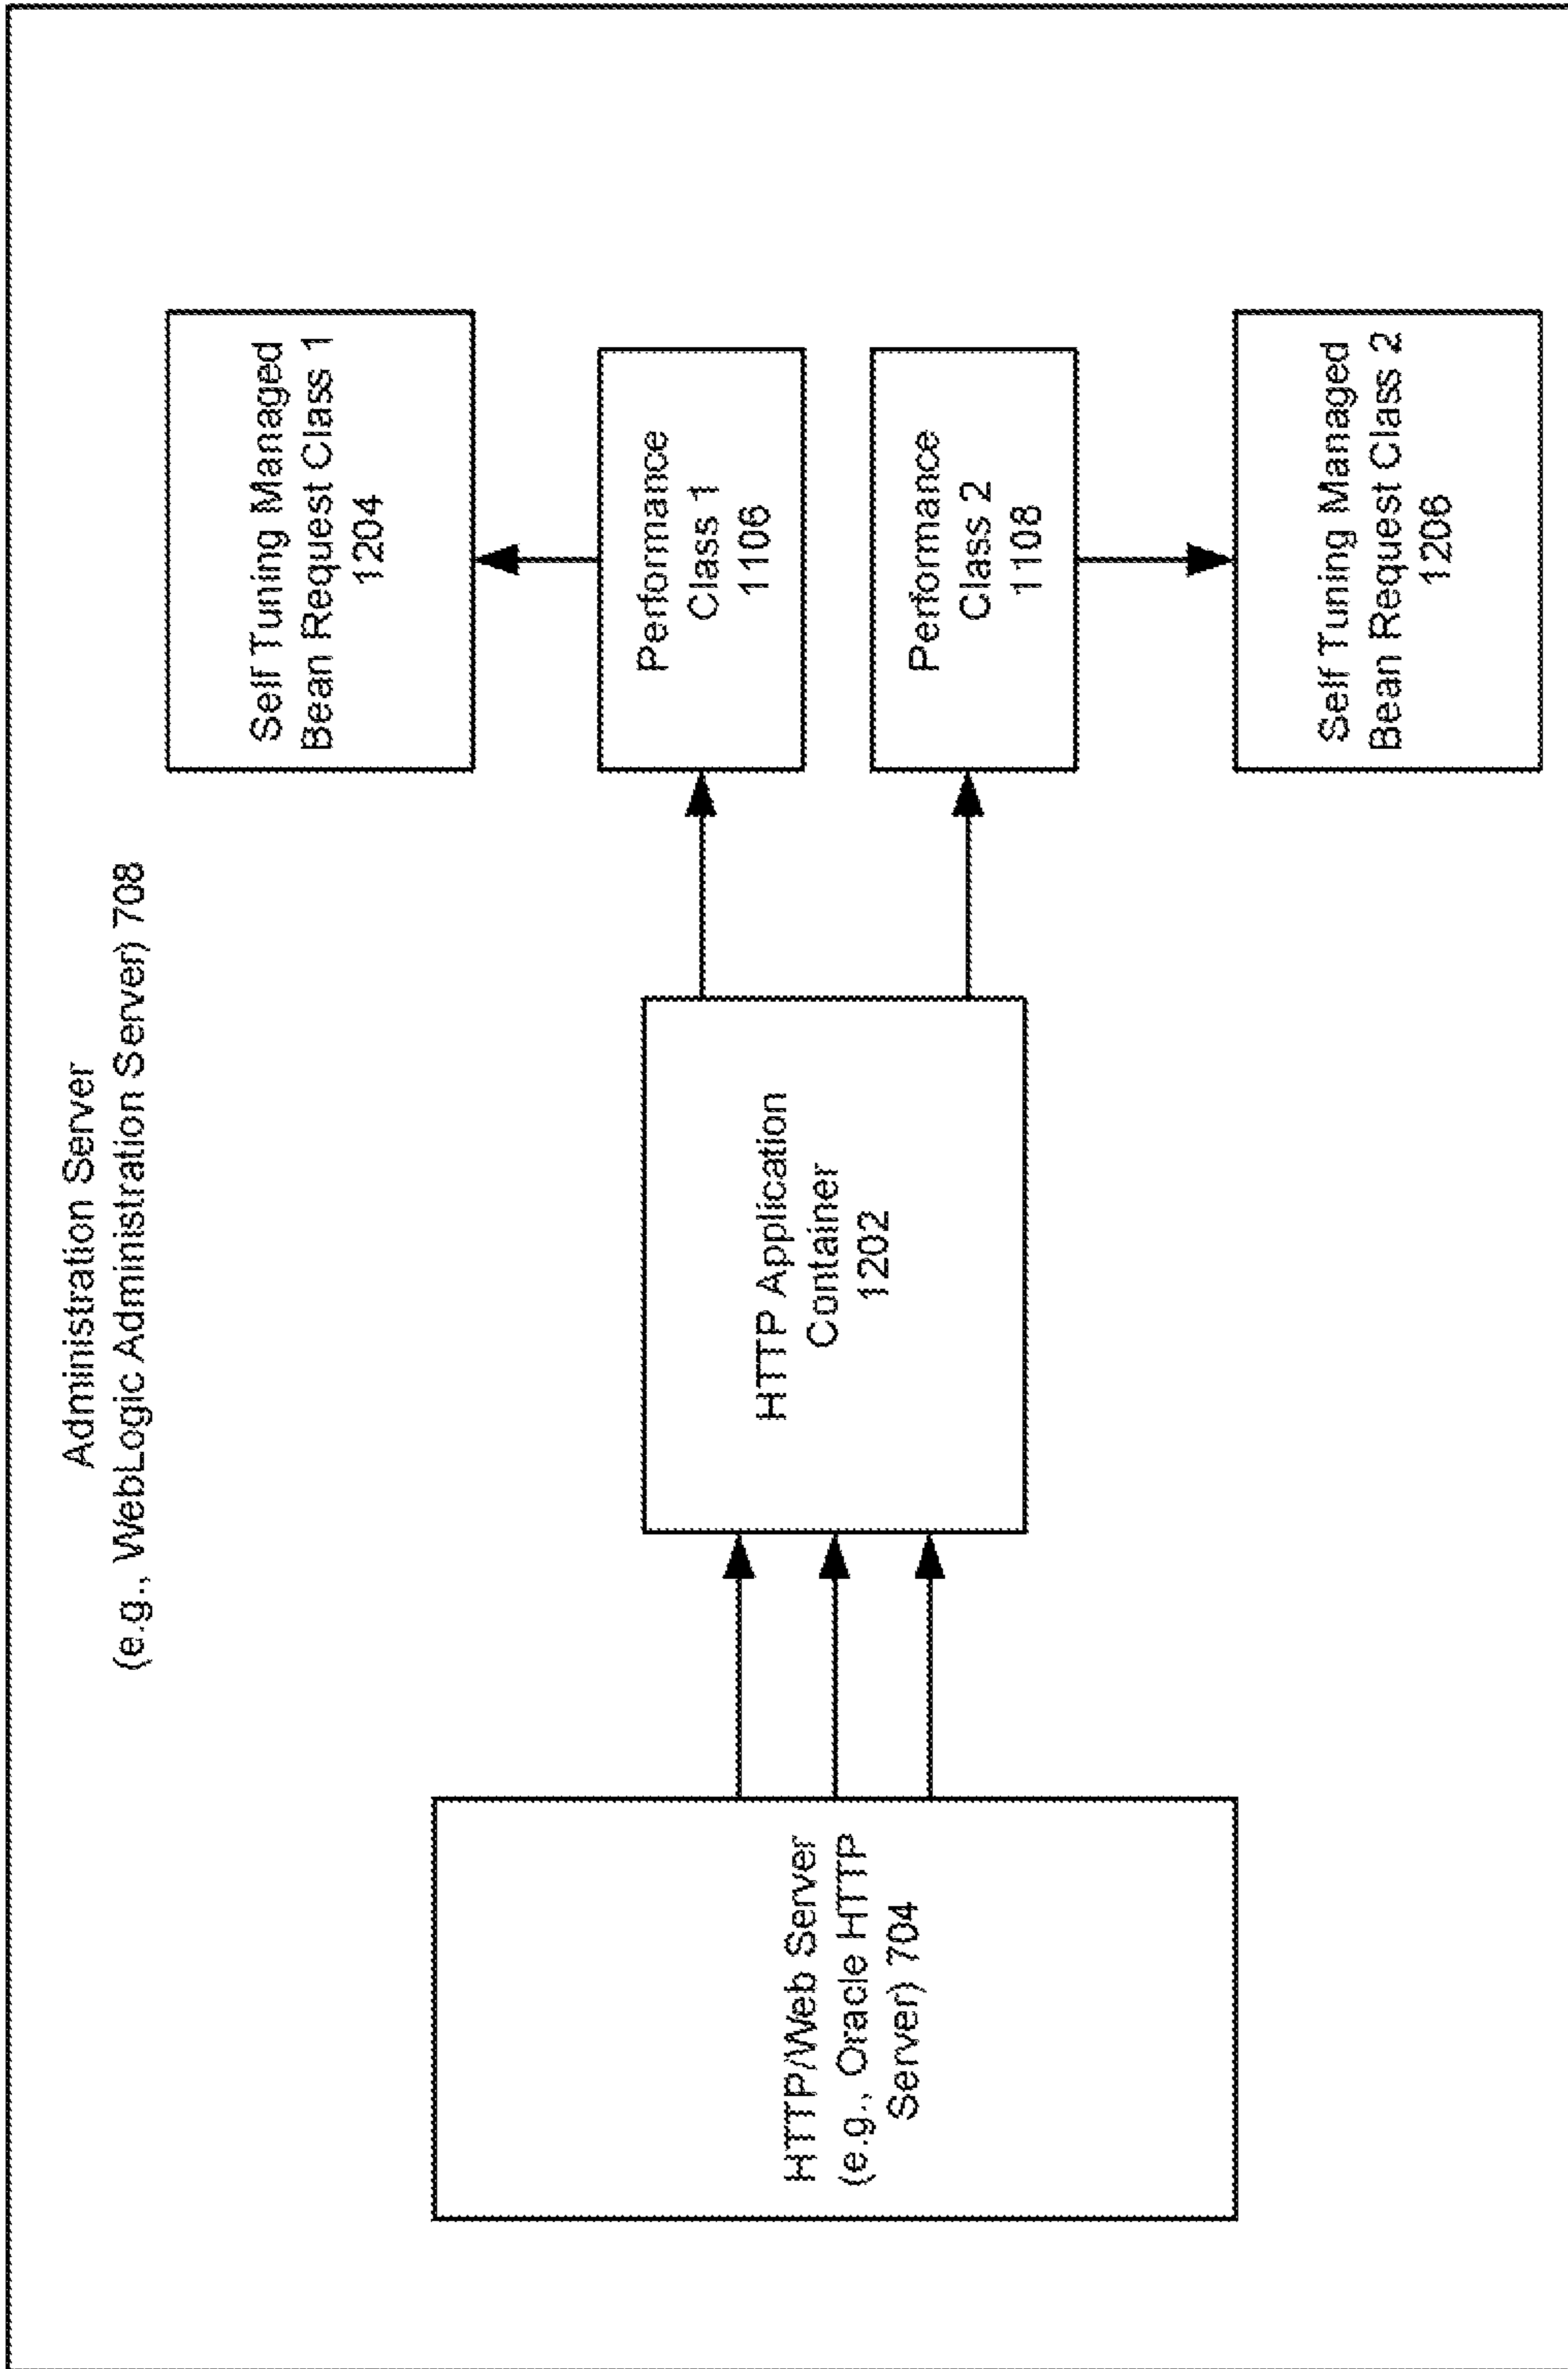 Administration Server
(e.g., WebLogic Administration Server) 708
HTTP/Web Server
(e.g., Oracle HTTP
Server) 704
HTTP Application
Container
1202
Self Tuning Managed
Bean Request Class 1
1204
Performance
Class 1
1106
Performance
Class 2
1108
Self Tuning Managed
Bean Request Class 2
1206